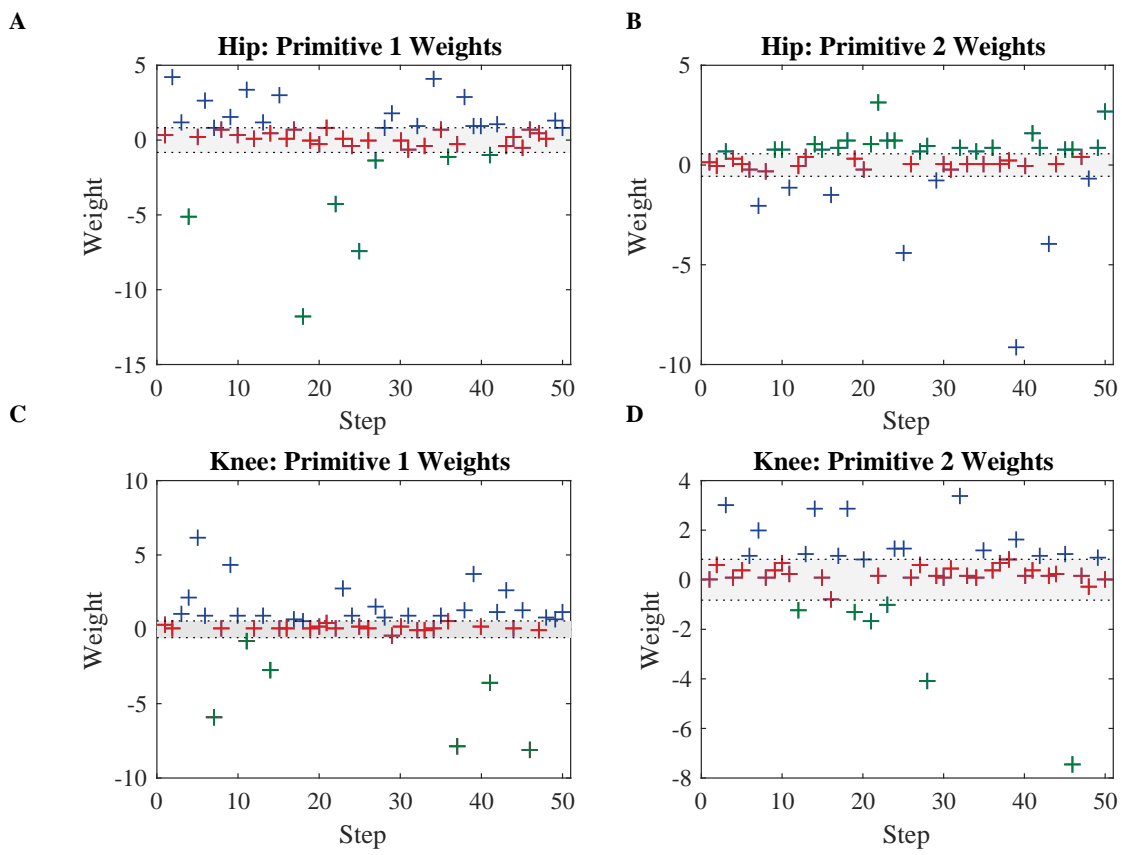 A
Hip: Primitive 1 Weights
5
0
-5
-10
-15
Weight
0 10 20 30 40 50
Step
B
Hip: Primitive 2 Weights
5
0
-5
-10
Weight
0 10 20 30 40 50
Step
C
Knee: Primitive 1 Weights
10
5
0
-5
-10
Weight
0 10 20 30 40 50
Step
D
Knee: Primitive 2 Weights
4
2
0
-2
-4
-6
-8
Weight
0 10 20 30 40 50
Step